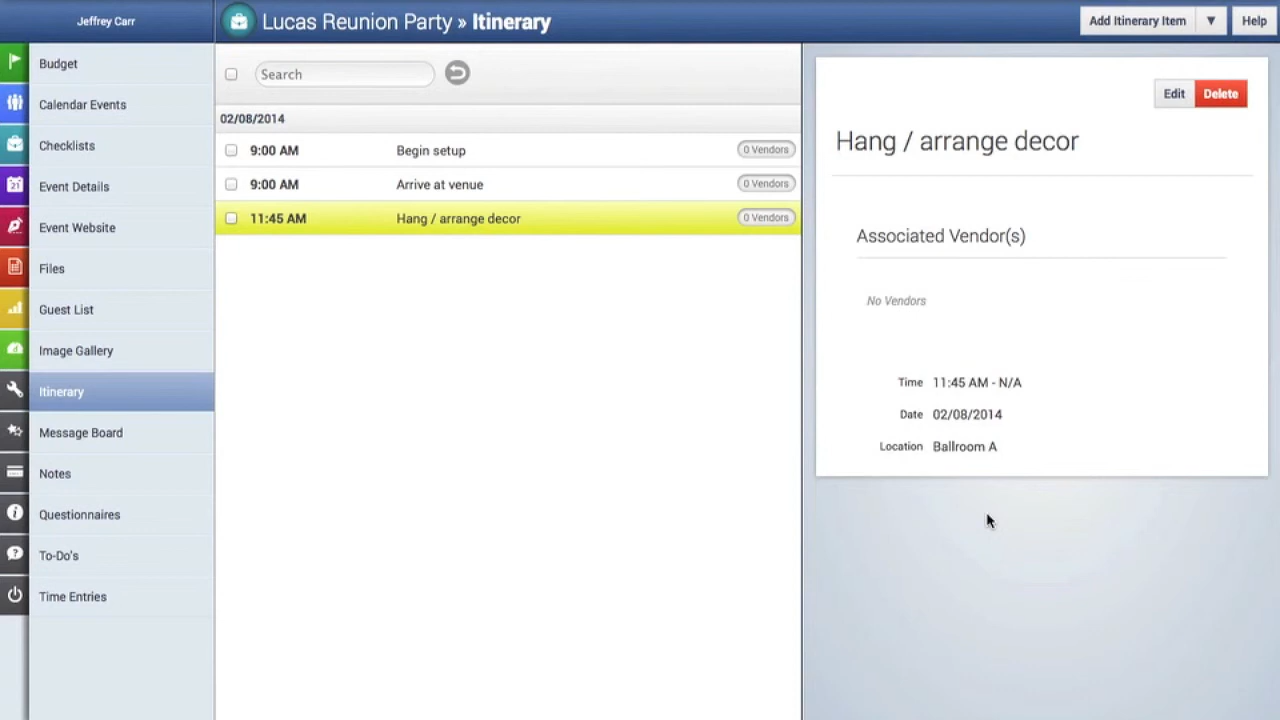 Jeffrey Carr
Lucas Reunion Party » Itinerary
Add Itinerary Item ▼
Help
Budget
Calendar Events
Checklists
21
Event Details
Event Website
Files
Guest List
Image Gallery
Itinerary
Message Board
Notes
Questionnaires
To-Do's
Time Entries
Search
02/08/2014
9:00 AM Begin setup 0 Vendors
9:00 AM Arrive at venue 0 Vendors
11:45 AM Hang / arrange decor 0 Vendors
Edit Delete
Hang / arrange decor
Associated Vendor(s)
No Vendors
Time 11:45 AM - N/A
Date 02/08/2014
Location Ballroom A